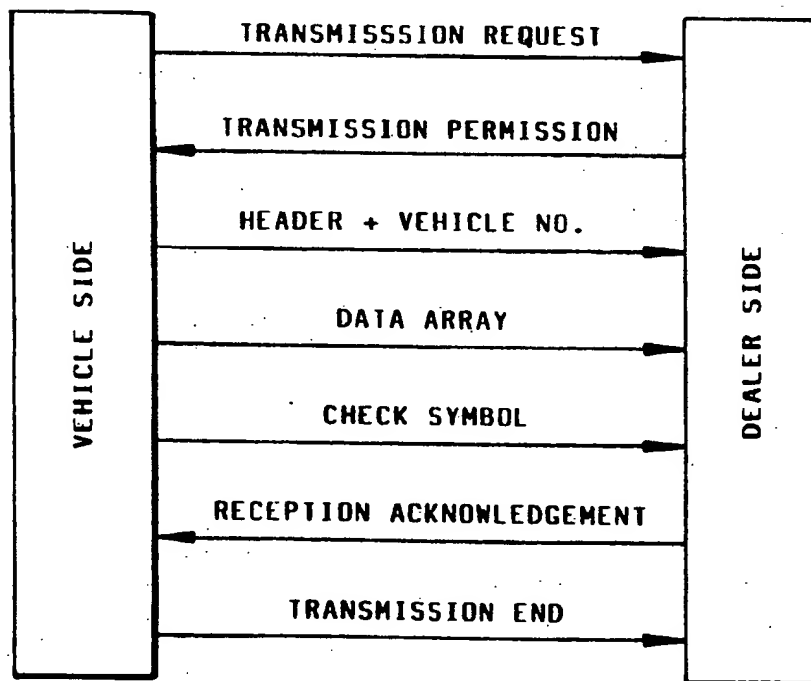 TRANSMISSSION REQUEST
TRANSMISSION PERMISSION
HEADER + VEHICLE NO.
DATA ARRAY
CHECK SYMBOL
RECEPTION ACKNOWLEDGEMENT
TRANSMISSION END
VEHICLE SIDE
DEALER SIDE